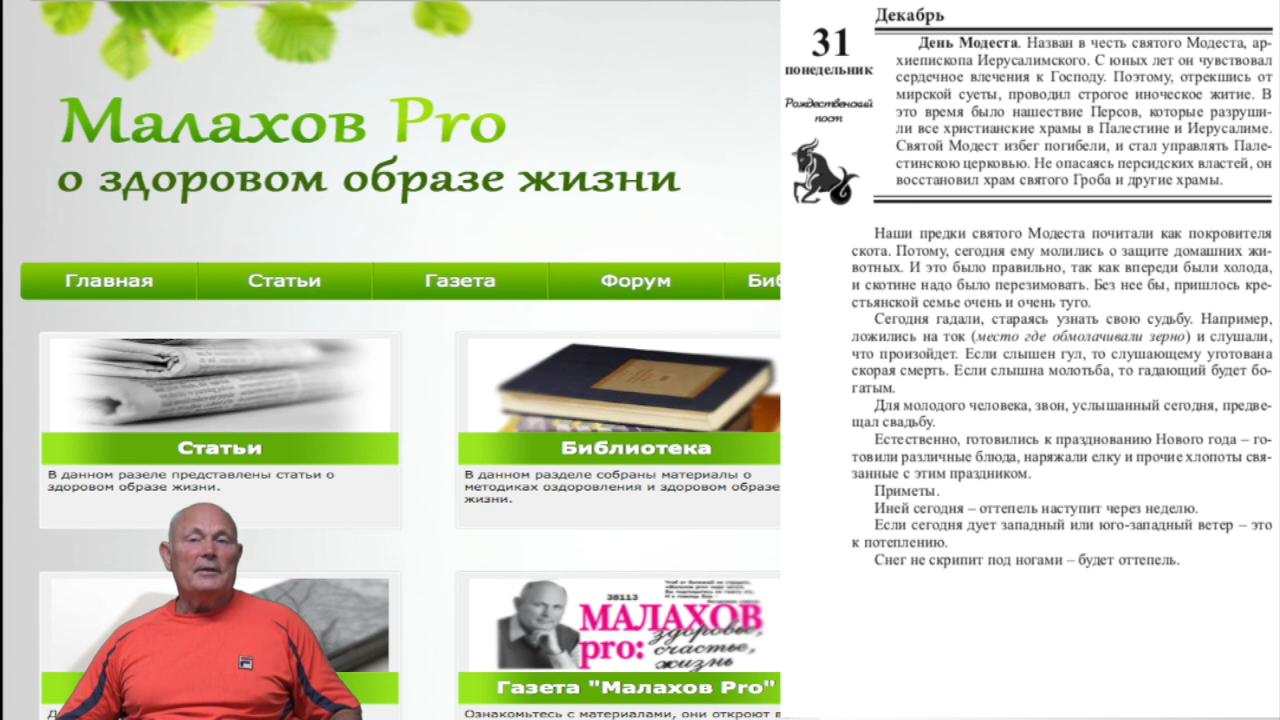 Малахов Pro
о здоровом образе жизни
Главная
Статьи
Газета
Форум
Статьи
В данном разеле представлены статьи о
здоровом образе жизни.
Библиотека
В данном разделе собраны материалы о
методиках оздоровления и здоровом образе
жизни.
38113
МАЛАХОВ
pro:
здоровье,
счастье,
жизнь
Газета "Малахов Pro"
Ознакомьтесь с материалами, они откроют
FILA
Декабрь
31
понедельник
Рождественский
пост
День Модеста. Назван в честь святого Модеста, ар-
хиепископа Иерусалимского. С юных лет он чувствовал
сердечное влечения к Господу. Поэтому, отрекшись от
мирской суеты, проводил строгое иноческое житие. В
это время было нашествие Персов, которые разруши-
ли все христианские храмы в Палестине и Иерусалиме.
Святой Модест избег погибели, и стал управлять Пале-
стинскою церковью. Не опасаясь персидских властей, он
восстановил храм святого Гроба и другие храмы.
Наши предки святого Модеста почитали как покровителя
скота. Потому, сегодня ему молились о защите домашних жи-
вотных. И это было правильно, так как впереди были холода,
и скотине надо было перезимовать. Без нее бы, пришлось кре-
стьянской семье очень и очень туго.
Сегодня гадали, стараясь узнать свою судьбу. Например,
ложились на ток (место где обмолачивали зерно) и слушали,
что произойдет. Если слышен гул, то слушающему уготована
скорая смерть. Если слышна молотьба, то гадающий будет бо-
гатым.
Для молодого человека, звон, услышанный сегодня, предве-
щал свадьбу.
Естественно, готовились к празднованию Нового года – го-
товили различные блюда, наряжали елку и прочие хлопоты свя-
занные с этим праздником.
Приметы.
Иней сегодня – оттепель наступит через неделю.
Если сегодня дует западный или юго-западный ветер – это
к потеплению.
Снег не скрипит под ногами – будет оттепель.